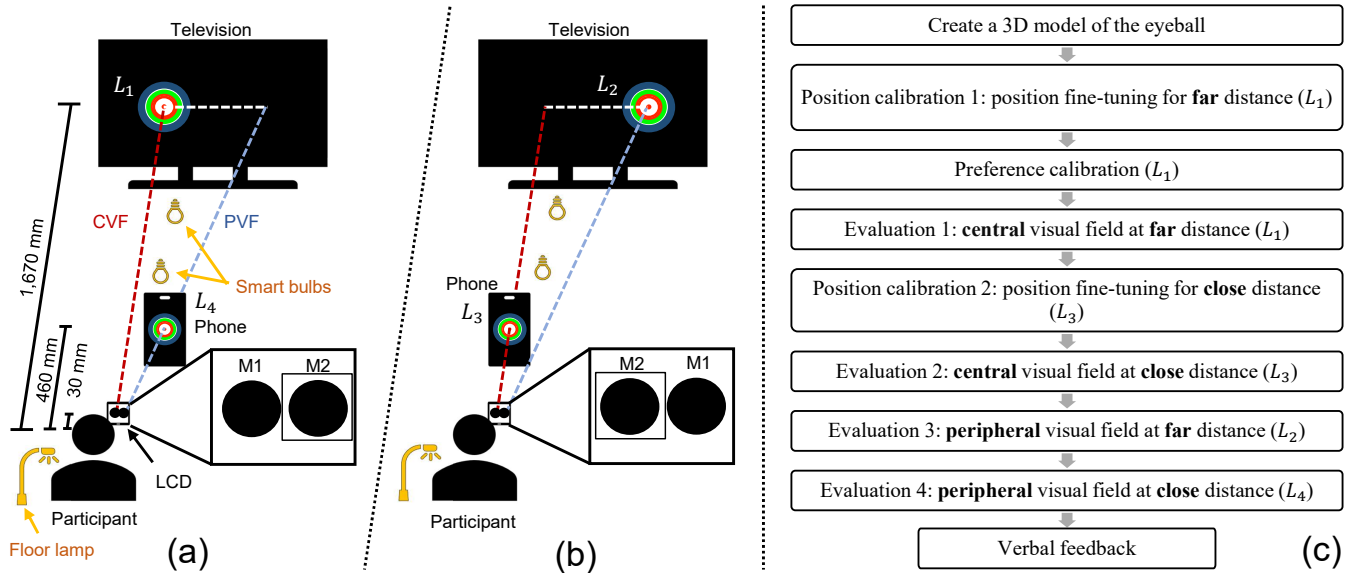 Television
L₁
CVF
PVF
1,670 mm
Smart bulbs
L₄
Phone
460 mm
30 mm
M1
M2
LCD
Participant
Floor lamp
(a)
Television
L₂
Phone
L₃
M2
M1
Participant
(b)
Create a 3D model of the eyeball
Position calibration 1: position fine-tuning for far distance (L₁)
Preference calibration (L₁)
Evaluation 1: central visual field at far distance (L₁)
Position calibration 2: position fine-tuning for close distance
(L₃)
Evaluation 2: central visual field at close distance (L₃)
Evaluation 3: peripheral visual field at far distance (L₂)
Evaluation 4: peripheral visual field at close distance (L₄)
Verbal feedback
(c)